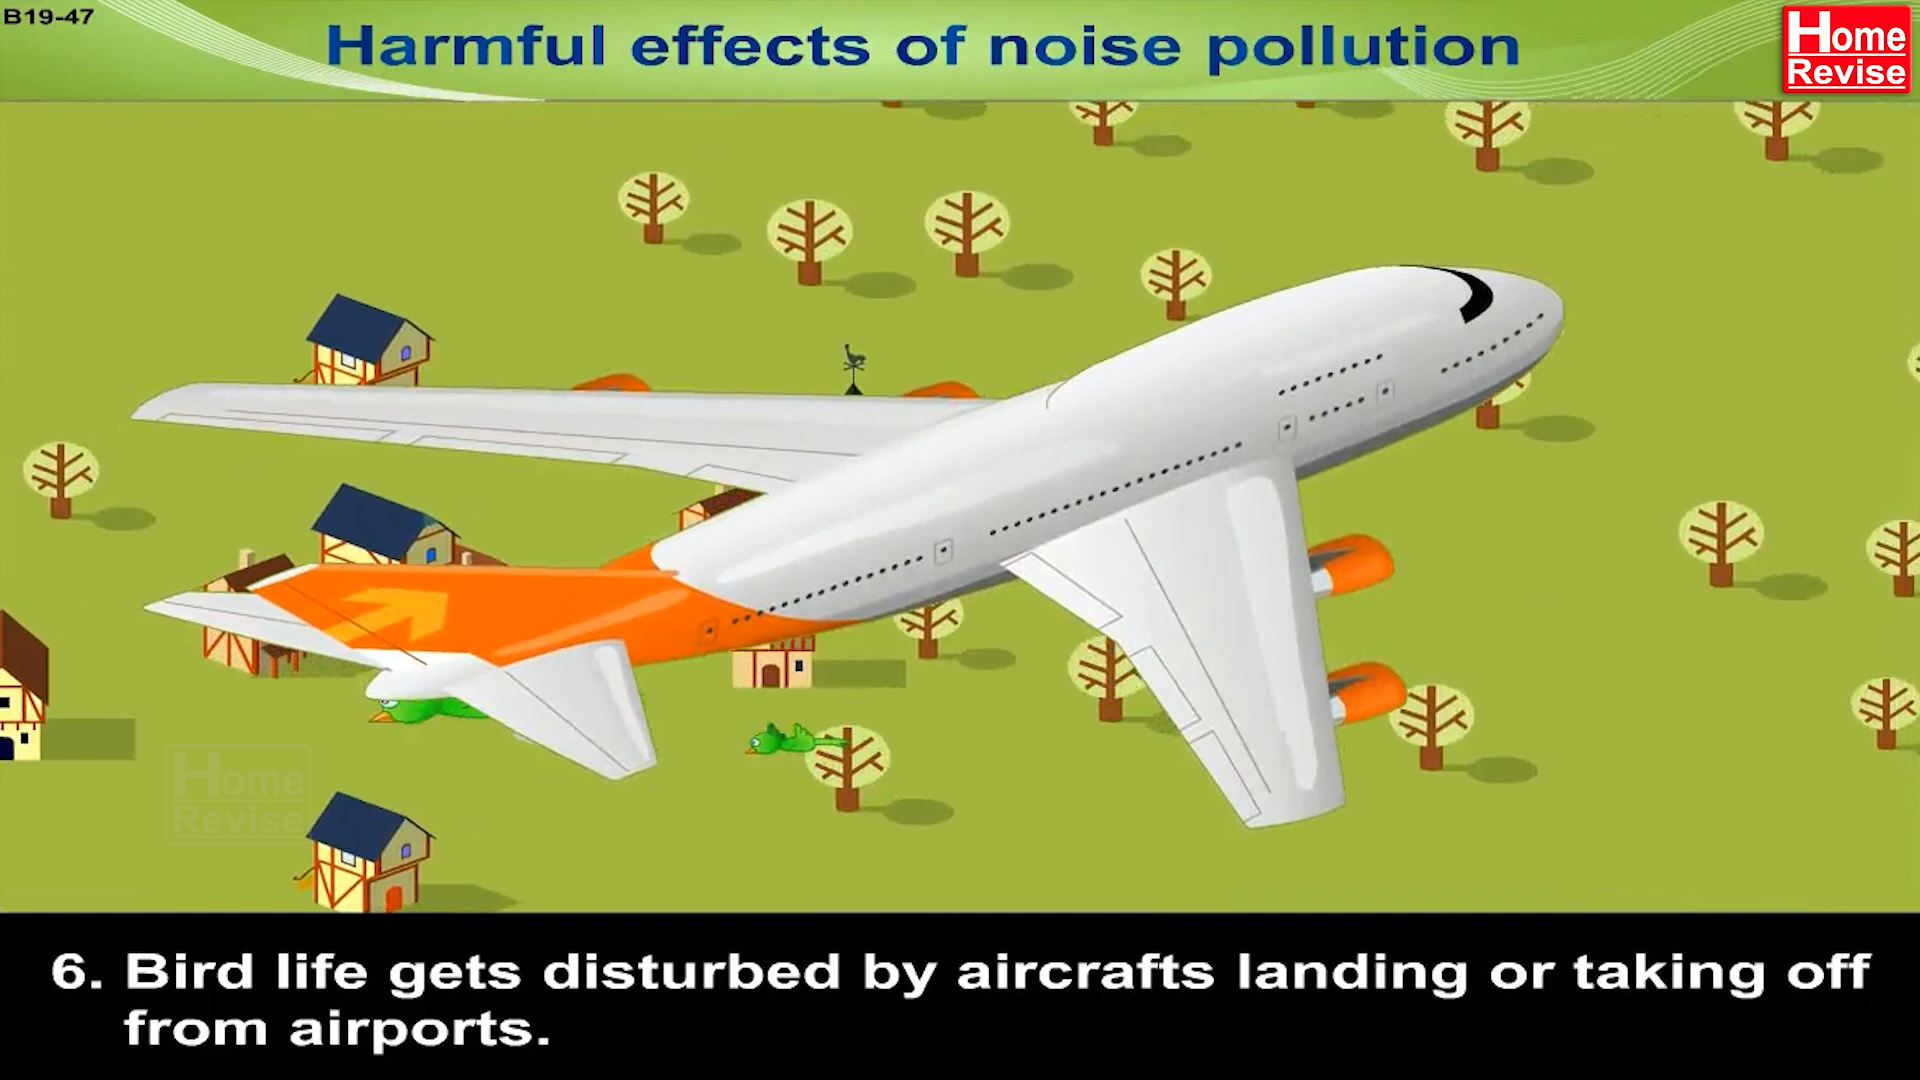 B19-47
Harmful effects of noise pollution
Home
Revise
Home
Revise
6. Bird life gets disturbed by aircrafts landing or taking off
from airports.